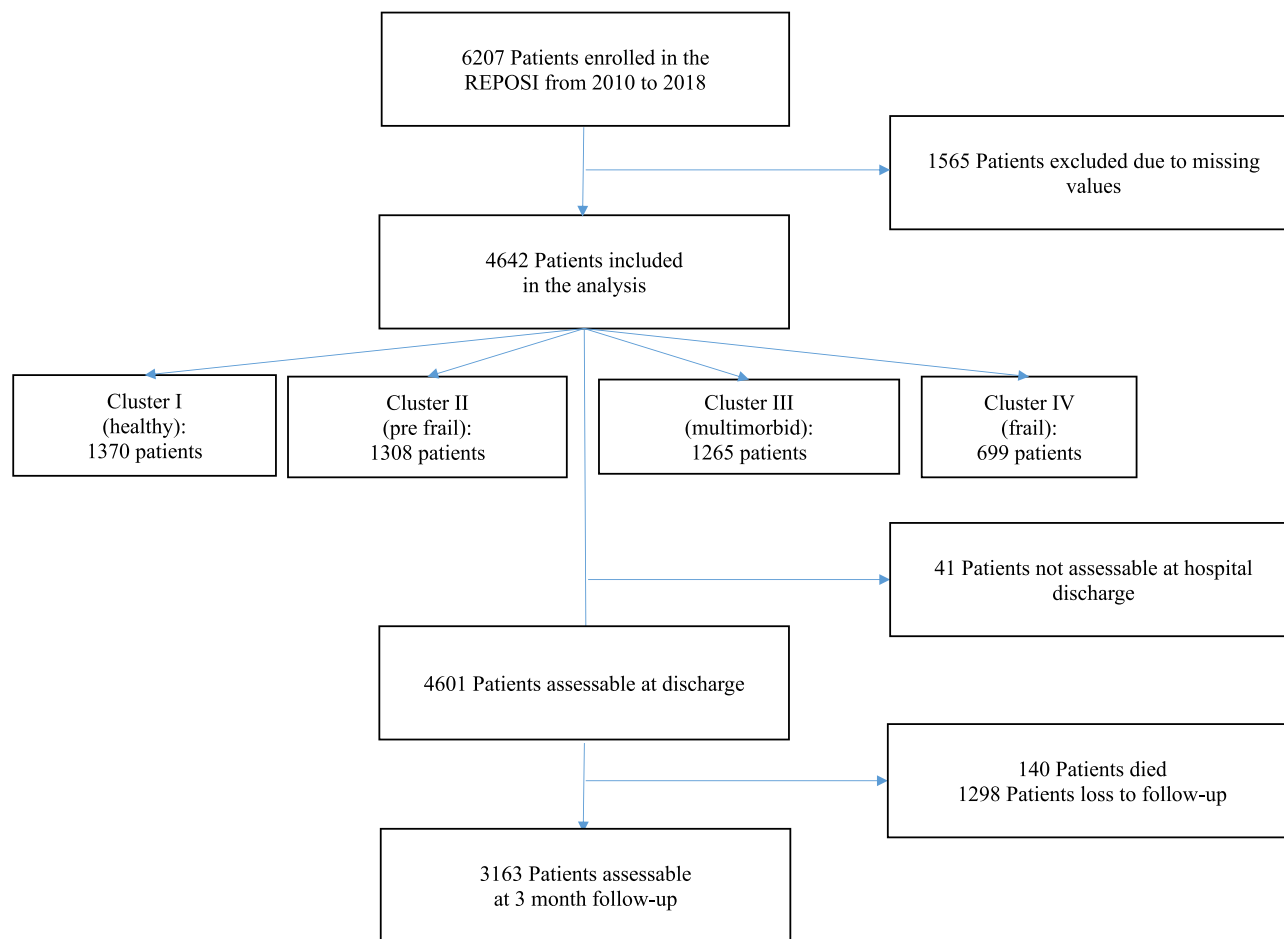 6207 Patients enrolled in the
REPOSI from 2010 to 2018
1565 Patients excluded due to missing
values
4642 Patients included
in the analysis
Cluster I
(healthy):
1370 patients
Cluster II
(pre frail):
1308 patients
Cluster III
(multimorbid):
1265 patients
Cluster IV
(frail):
699 patients
41 Patients not assessable at hospital
discharge
4601 Patients assessable at discharge
140 Patients died
1298 Patients loss to follow-up
3163 Patients assessable
at 3 month follow-up